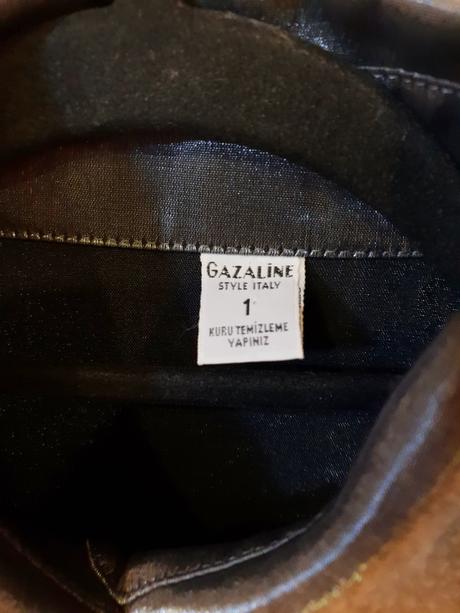 GAZALİNE
STYLE ITALY
1
KURU TEMİZLEME
YAPINIZ